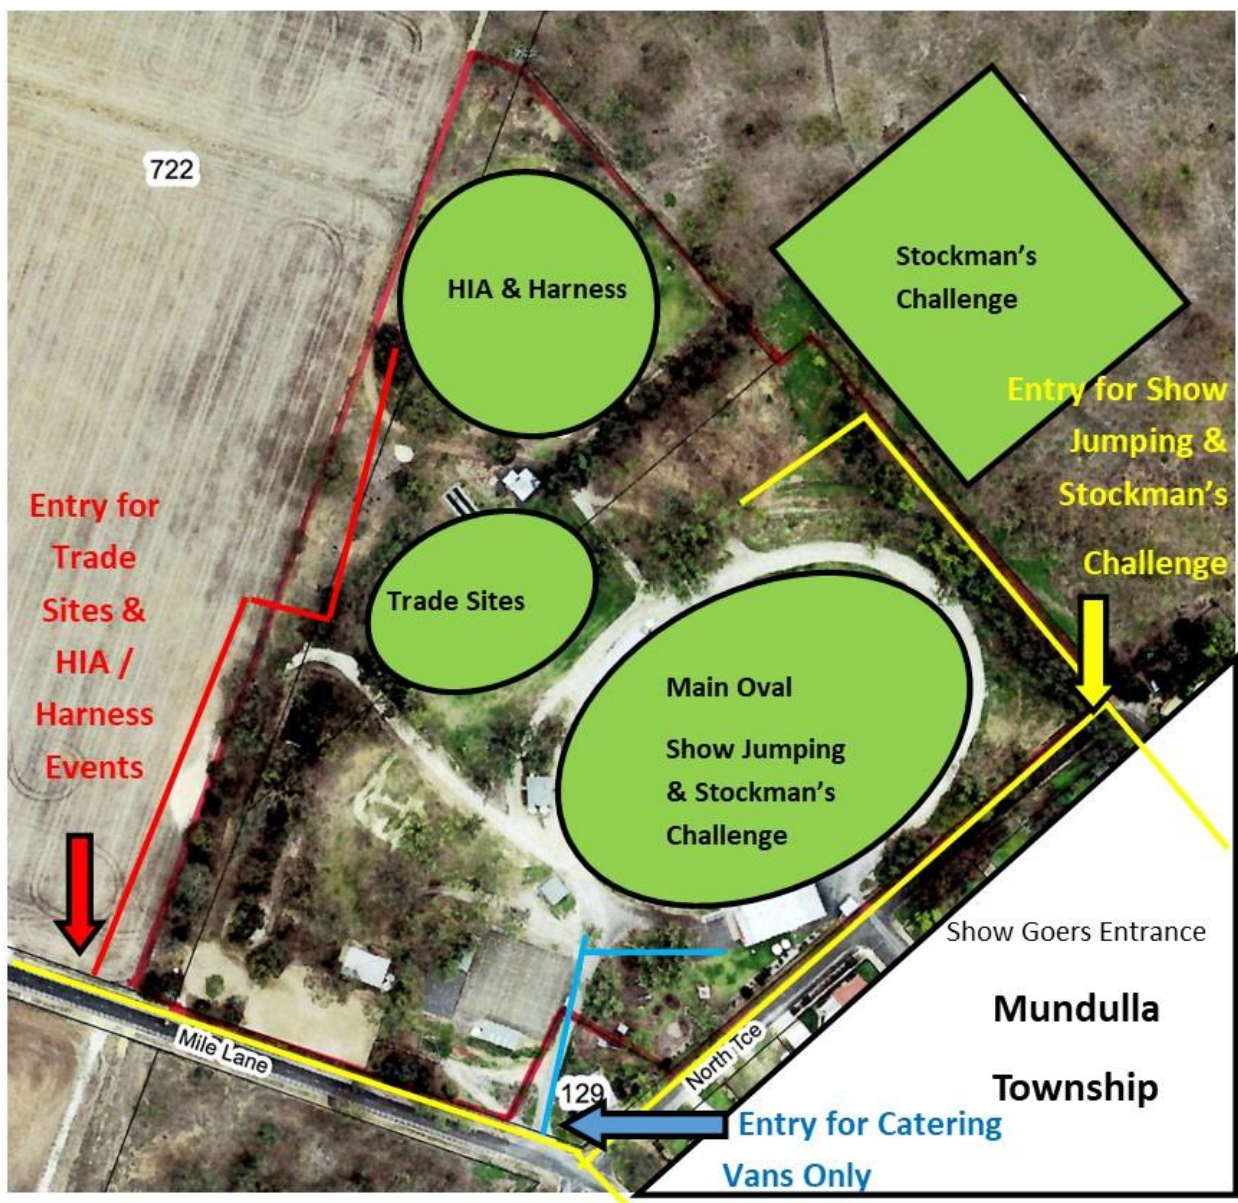 722
HIA & Harness
Stockman's
Challenge
Entry for Show
Jumping &
Stockman's
Challenge
Entry for
Trade
Sites &
HIA /
Harness
Events
Trade Sites
Main Oval
Show Jumping
& Stockman's
Challenge
Show Goers Entrance
Mundulla
Township
Mile Lane
North Tce
129
Entry for Catering
Vans Only